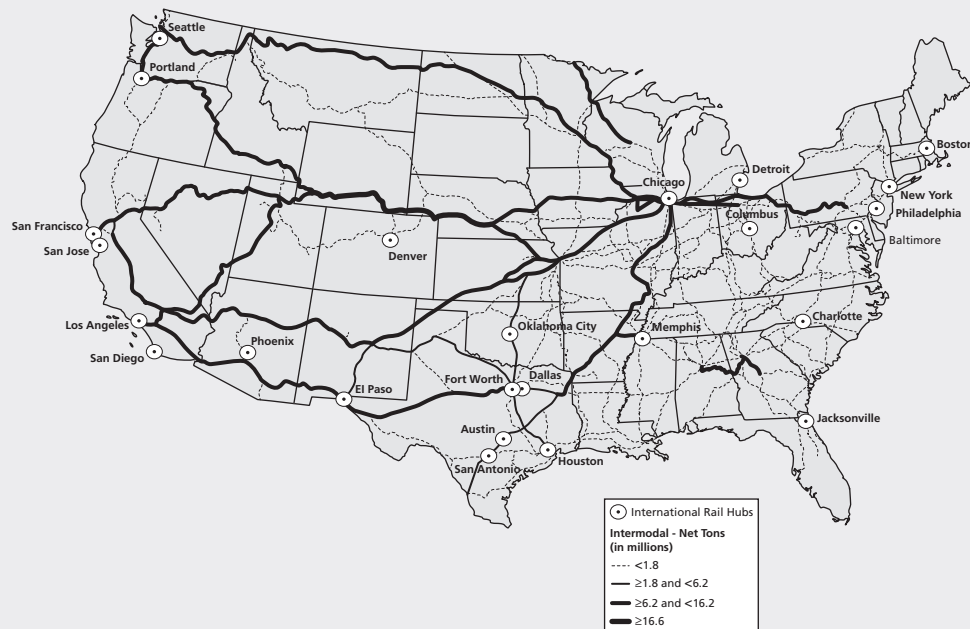 Seattle
Portland
Boston
Detroit
Chicago
New York
Columbus
Philadelphia
San Francisco
Baltimore
San Jose
Denver
Los Angeles
Oklahoma City
Memphis
Charlotte
Phoenix
San Diego
Fort Worth
Dallas
El Paso
Jacksonville
Austin
San Antonio
Houston
International Rail Hubs
Intermodal - Net Tons
(in millions)
<1.8
≥1.8 and <6.2
≥6.2 and <16.2
≥16.6